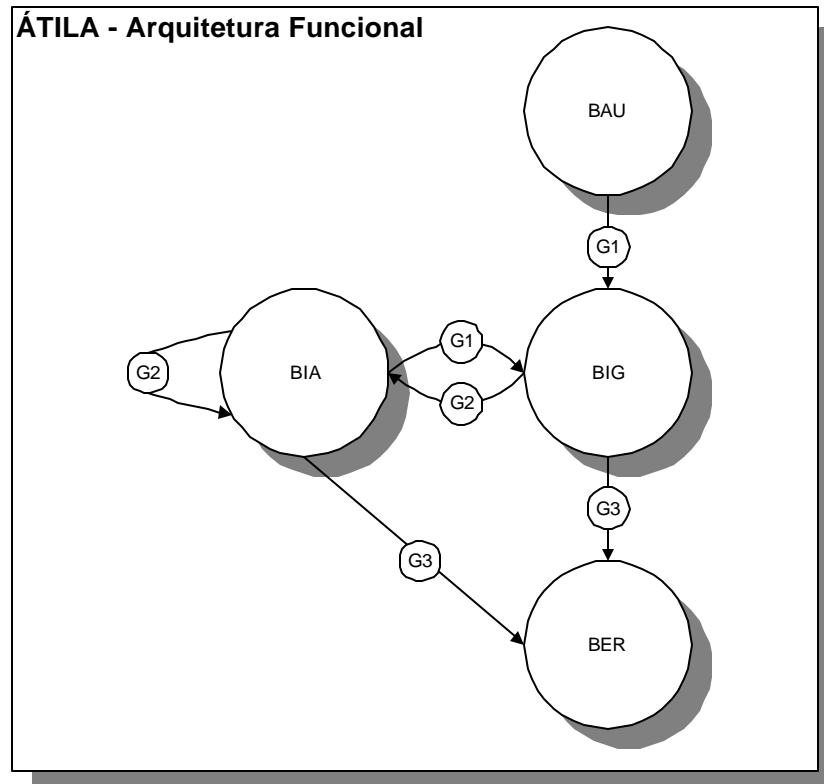 ÁTILA - Arquitetura Funcional
BAU
G1
G1
G2
BIA
BIG
G2
G3
G3
BER